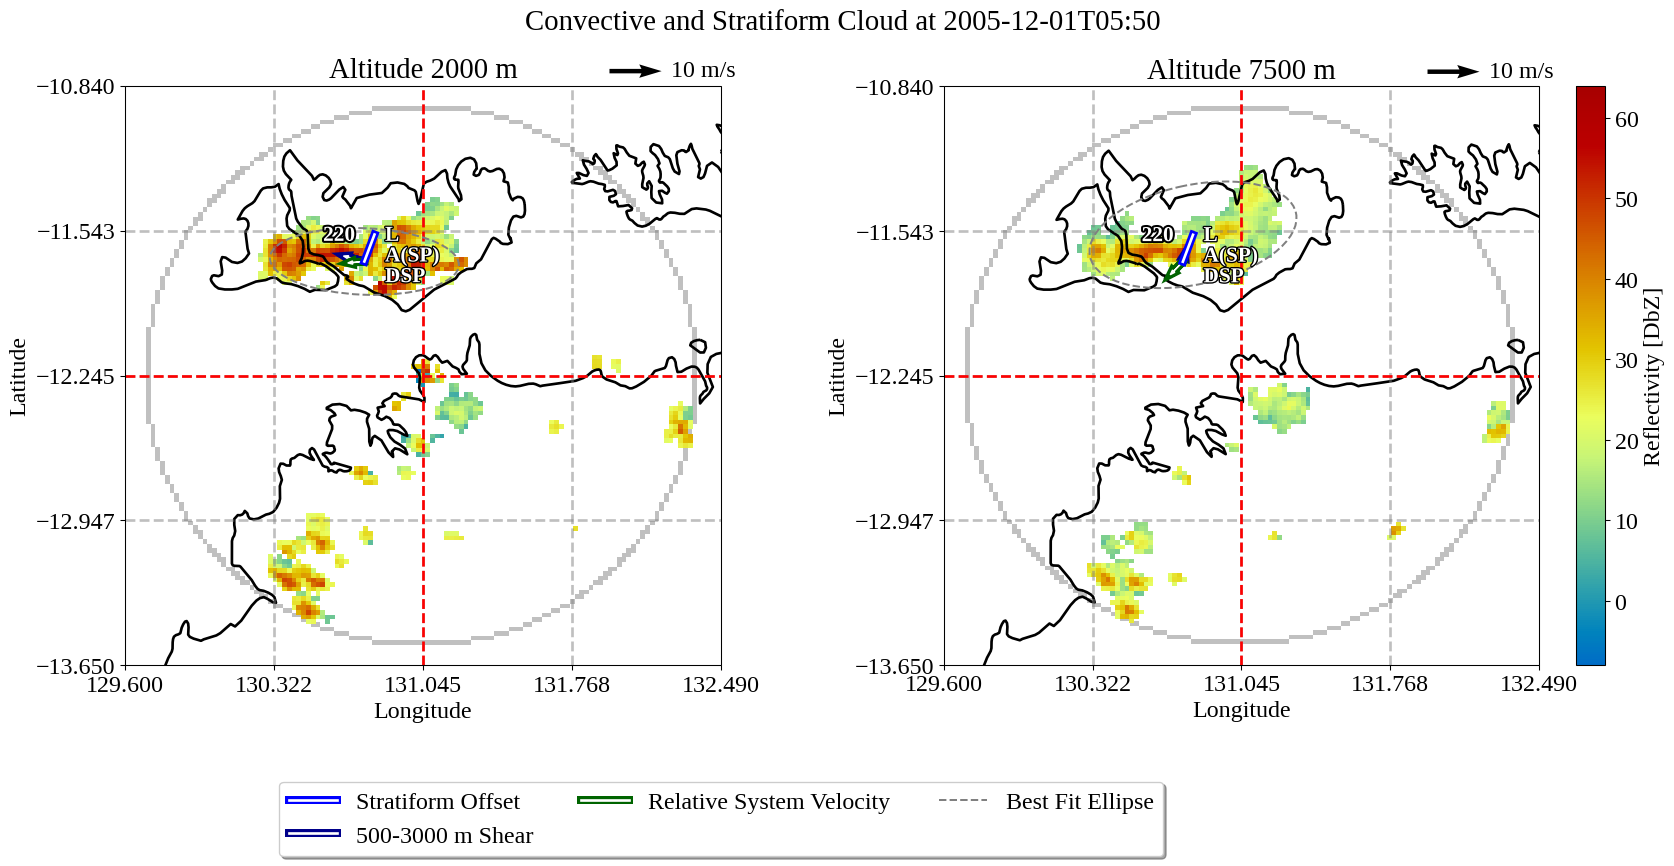 Convective and Stratiform Cloud at 2005-12-01T05:50
Altitude 2000 m
10 m/s
Altitude 7500 m
10 m/s
−10.840
−11.543
−12.245
−12.947
−13.650
Latitude
129.600
130.322
131.045
131.768
132.490
Longitude
220
L
A(SP)
DSP
−10.840
−11.543
−12.245
−12.947
−13.650
Latitude
129.600
130.322
131.045
131.768
132.490
Longitude
220
L
A(SP)
DSP
60
50
40
30
20
10
0
Reflectivity [DbZ]
Stratiform Offset
500-3000 m Shear
Relative System Velocity
Best Fit Ellipse